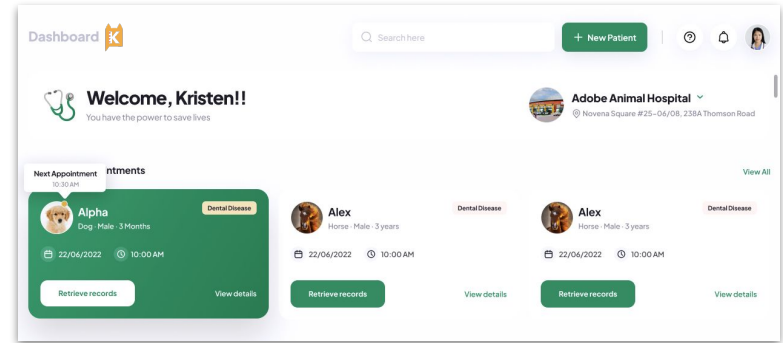 Dashboard K
Search here
+ New Patient
Welcome, Kristen!!
You have the power to save lives
Adobe Animal Hospital
Novena Square #25-06/08, 238A Thomson Road
Next Appointment
10:30 AM
ntments
View All
Alpha
Dental Disease
Dog · Male · 3 Months
22/06/2022
10:00 AM
Retrieve records
View details
Alex
Dental Disease
Horse · Male · 3 years
22/06/2022
10:00 AM
Retrieve records
View details
Alex
Dental Disease
Horse · Male · 3 years
22/06/2022
10:00 AM
Retrieve records
View details